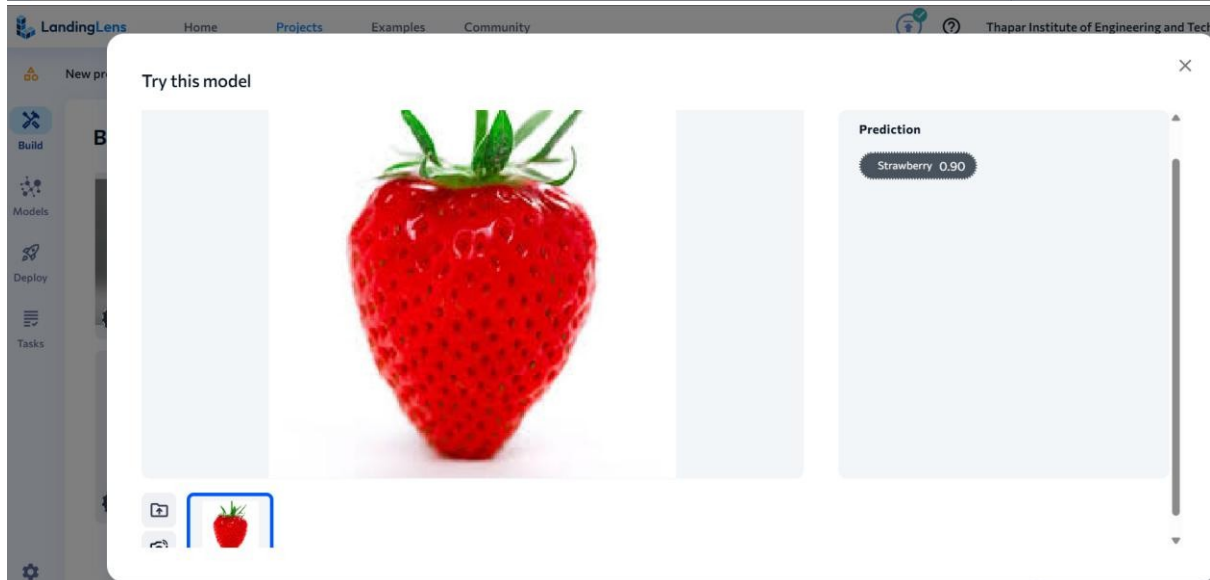 LandingLens Home Projects Examples Community Thapar Institute of Engineering and Tech
New pr
Try this model
Build
B
Prediction
Strawberry 0.90
Models
Deploy
Tasks